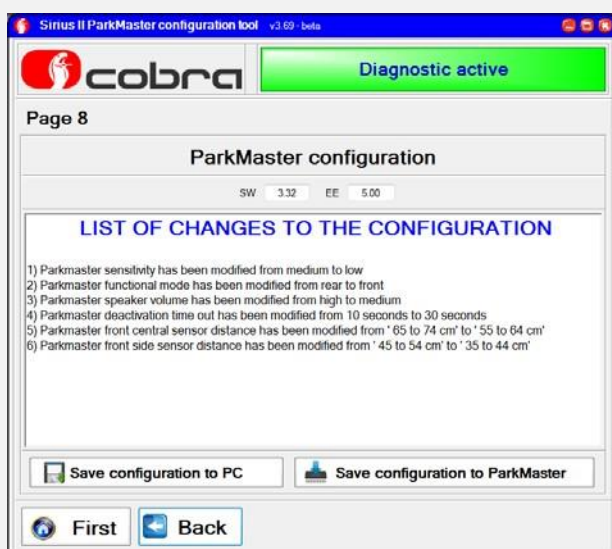 Sirius II ParkMaster configuration tool v3.69 - beta
cobra
Diagnostic active
Page 8
ParkMaster configuration
SW 3.32 EE 5.00
LIST OF CHANGES TO THE CONFIGURATION
1) Parkmaster sensitivity has been modified from medium to low
2) Parkmaster functional mode has been modified from rear to front
3) Parkmaster speaker volume has been modified from high to medium
4) Parkmaster deactivation time out has been modified from 10 seconds to 30 seconds
5) Parkmaster front central sensor distance has been modified from ' 65 to 74 cm' to ' 55 to 64 cm'
6) Parkmaster front side sensor distance has been modified from ' 45 to 54 cm' to ' 35 to 44 cm'
Save configuration to PC
Save configuration to ParkMaster
First
Back